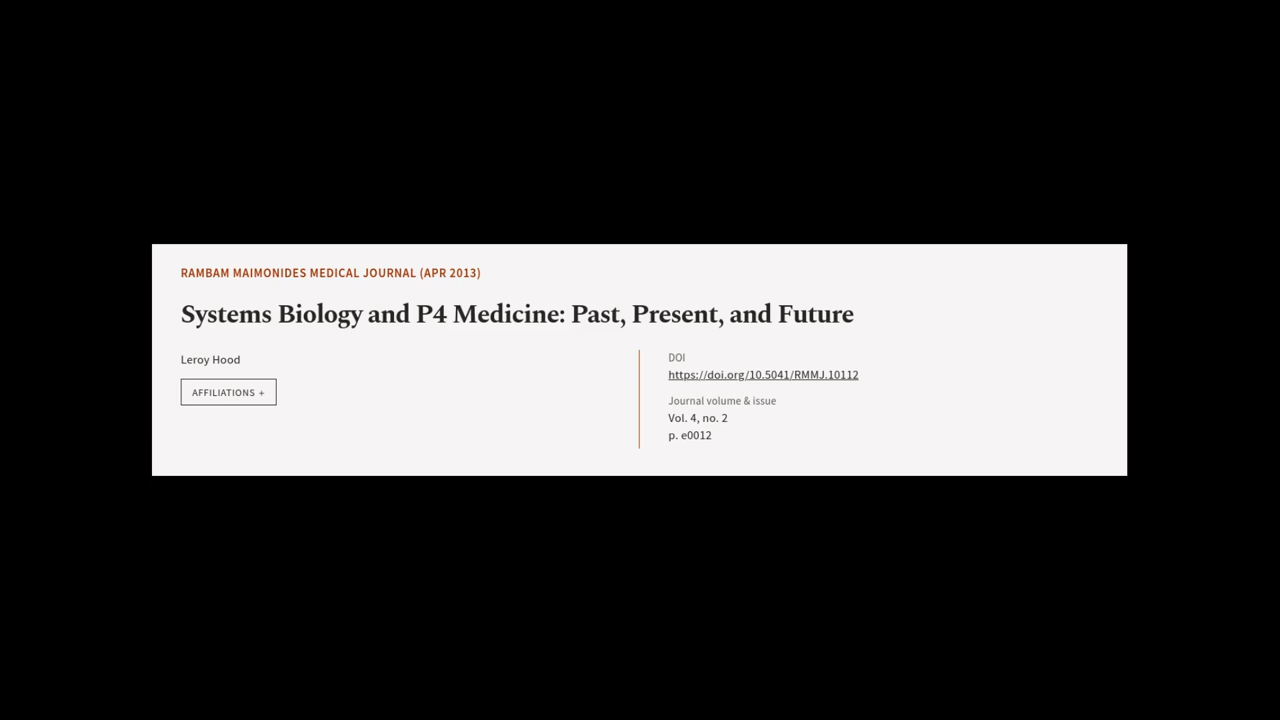 RAMBAM MAIMONIDES MEDICAL JOURNAL (APR 2013)
Systems Biology and P4 Medicine: Past, Present, and Future
Leroy Hood
AFFILIATIONS +
DOI
https://doi.org/10.5041/RMMJ.10112
Journal volume & issue
Vol. 4, no. 2
p. e0012